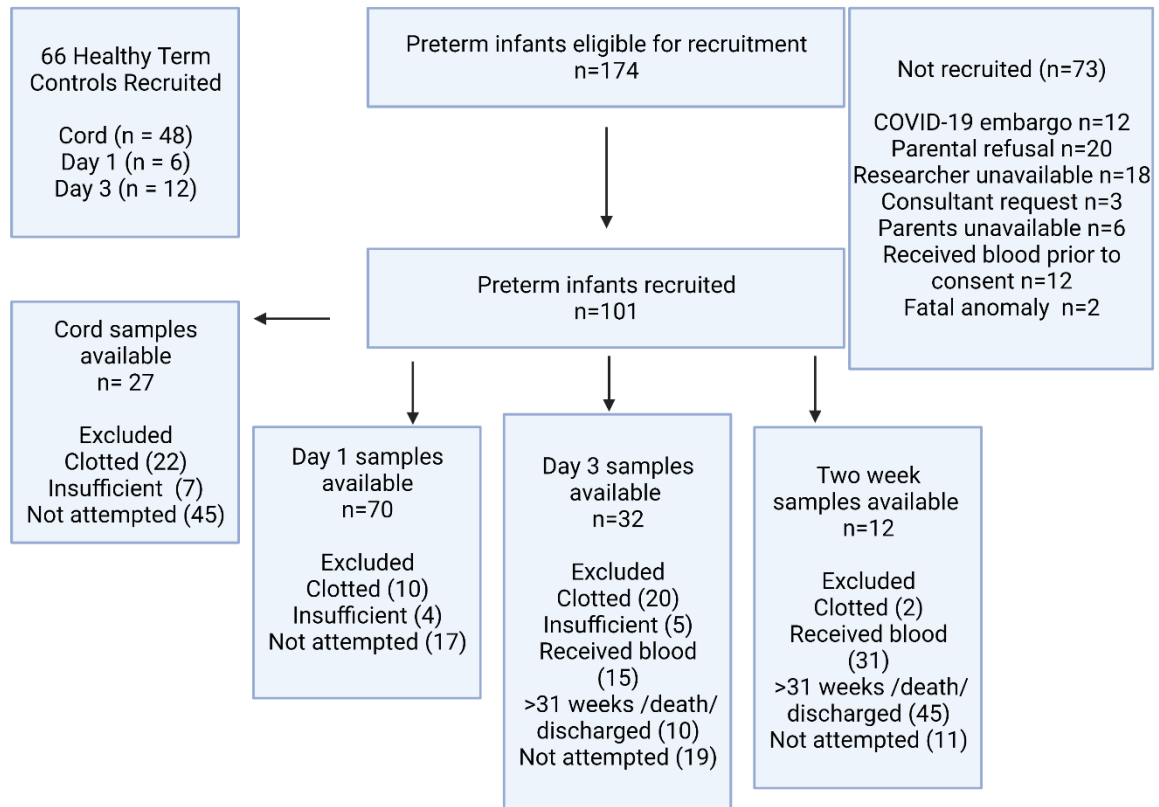 66 Healthy Term
Controls Recruited
Cord (n = 48)
Day 1 (n = 6)
Day 3 (n = 12)
Preterm infants eligible for recruitment
n=174
Not recruited (n=73)
COVID-19 embargo n=12
Parental refusal n=20
Researcher unavailable n=18
Consultant request n=3
Parents unavailable n=6
Received blood prior to
consent n=12
Fatal anomaly  n=2
Preterm infants recruited
n=101
Cord samples
available
n= 27
Excluded
Clotted (22)
Insufficient  (7)
Not attempted (45)
Day 1 samples
available
n=70
Excluded
Clotted (10)
Insufficient (4)
Not attempted (17)
Day 3 samples
available
n=32
Excluded
Clotted (20)
Insufficient (5)
Received blood
(15)
>31 weeks /death/
discharged (10)
Not attempted (19)
Two week
samples available
n=12
Excluded
Clotted (2)
Received blood
(31)
>31 weeks /death/
discharged (45)
Not attempted (11)